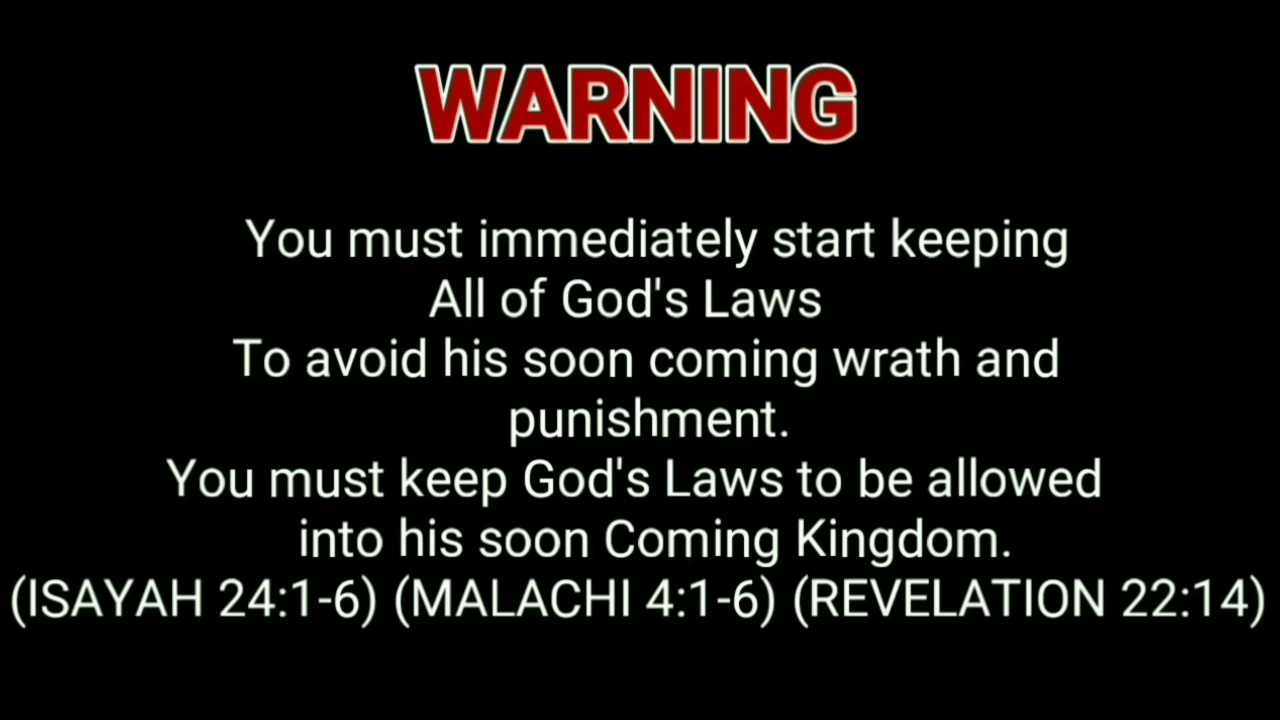 WARNING
You must immediately start keeping
All of God's Laws
To avoid his soon coming wrath and
punishment.
You must keep God's Laws to be allowed
into his soon Coming Kingdom.
(ISAYAH 24:1-6) (MALACHI 4:1-6) (REVELATION 22:14)